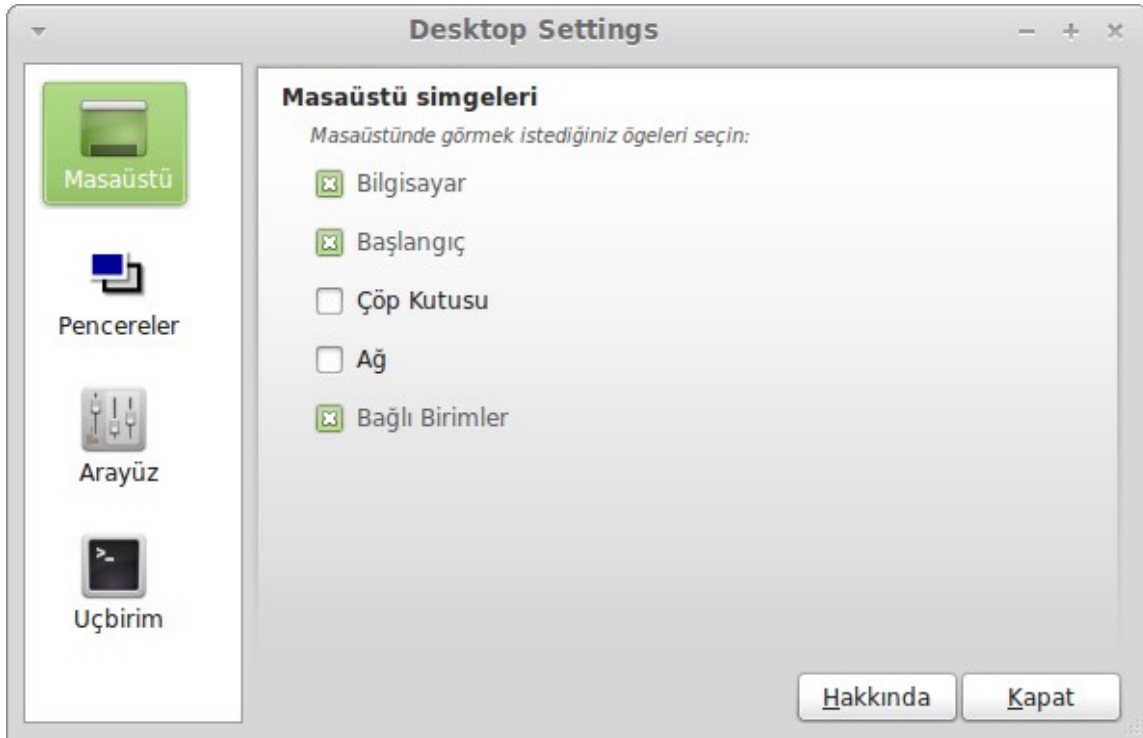 Desktop Settings
Masaüstü
Pencereler
Arayüz
Uçbirim
Masaüstü simgeleri
Masaüstünde görmek istediğiniz ögeleri seçin:
Bilgisayar
Başlangıç
Çöp Kutusu
Ağ
Bağlı Birimler
Hakkında
Kapat